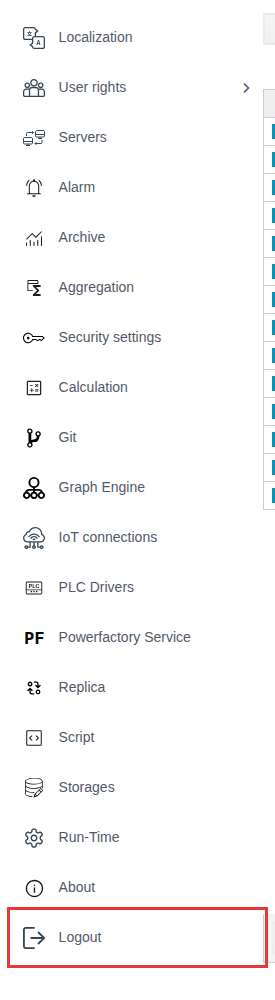 Localization
User rights
Servers
Alarm
Archive
Aggregation
Security settings
Calculation
Git
Graph Engine
IoT connections
PLC Drivers
PF Powerfactory Service
Replica
Script
Storages
Run-Time
About
Logout